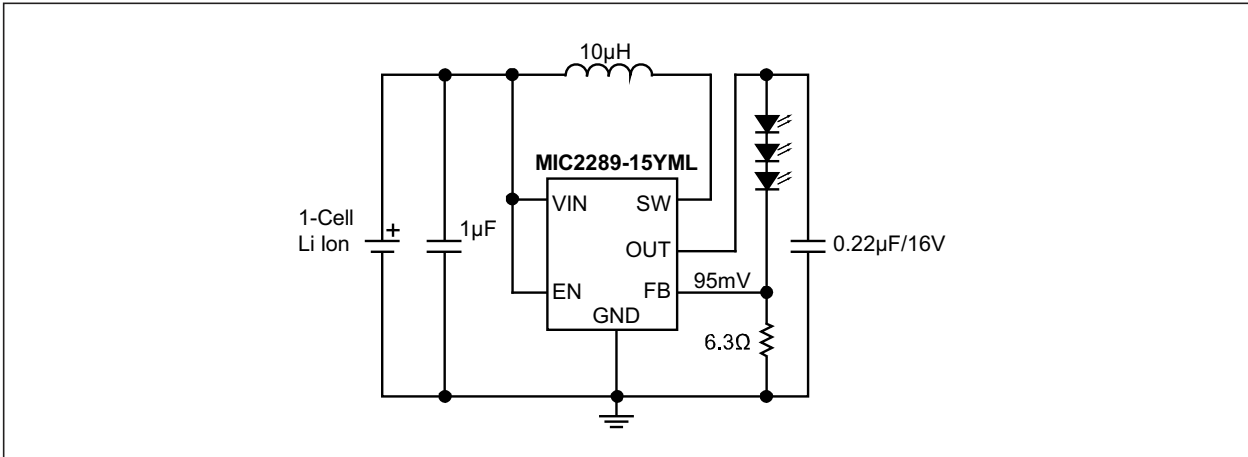 10µH
MIC2289-15YML
VIN
SW
1-Cell
Li Ion
+
1µF
OUT
0.22µF/16V
EN
FB
95mV
GND
6.3Ω